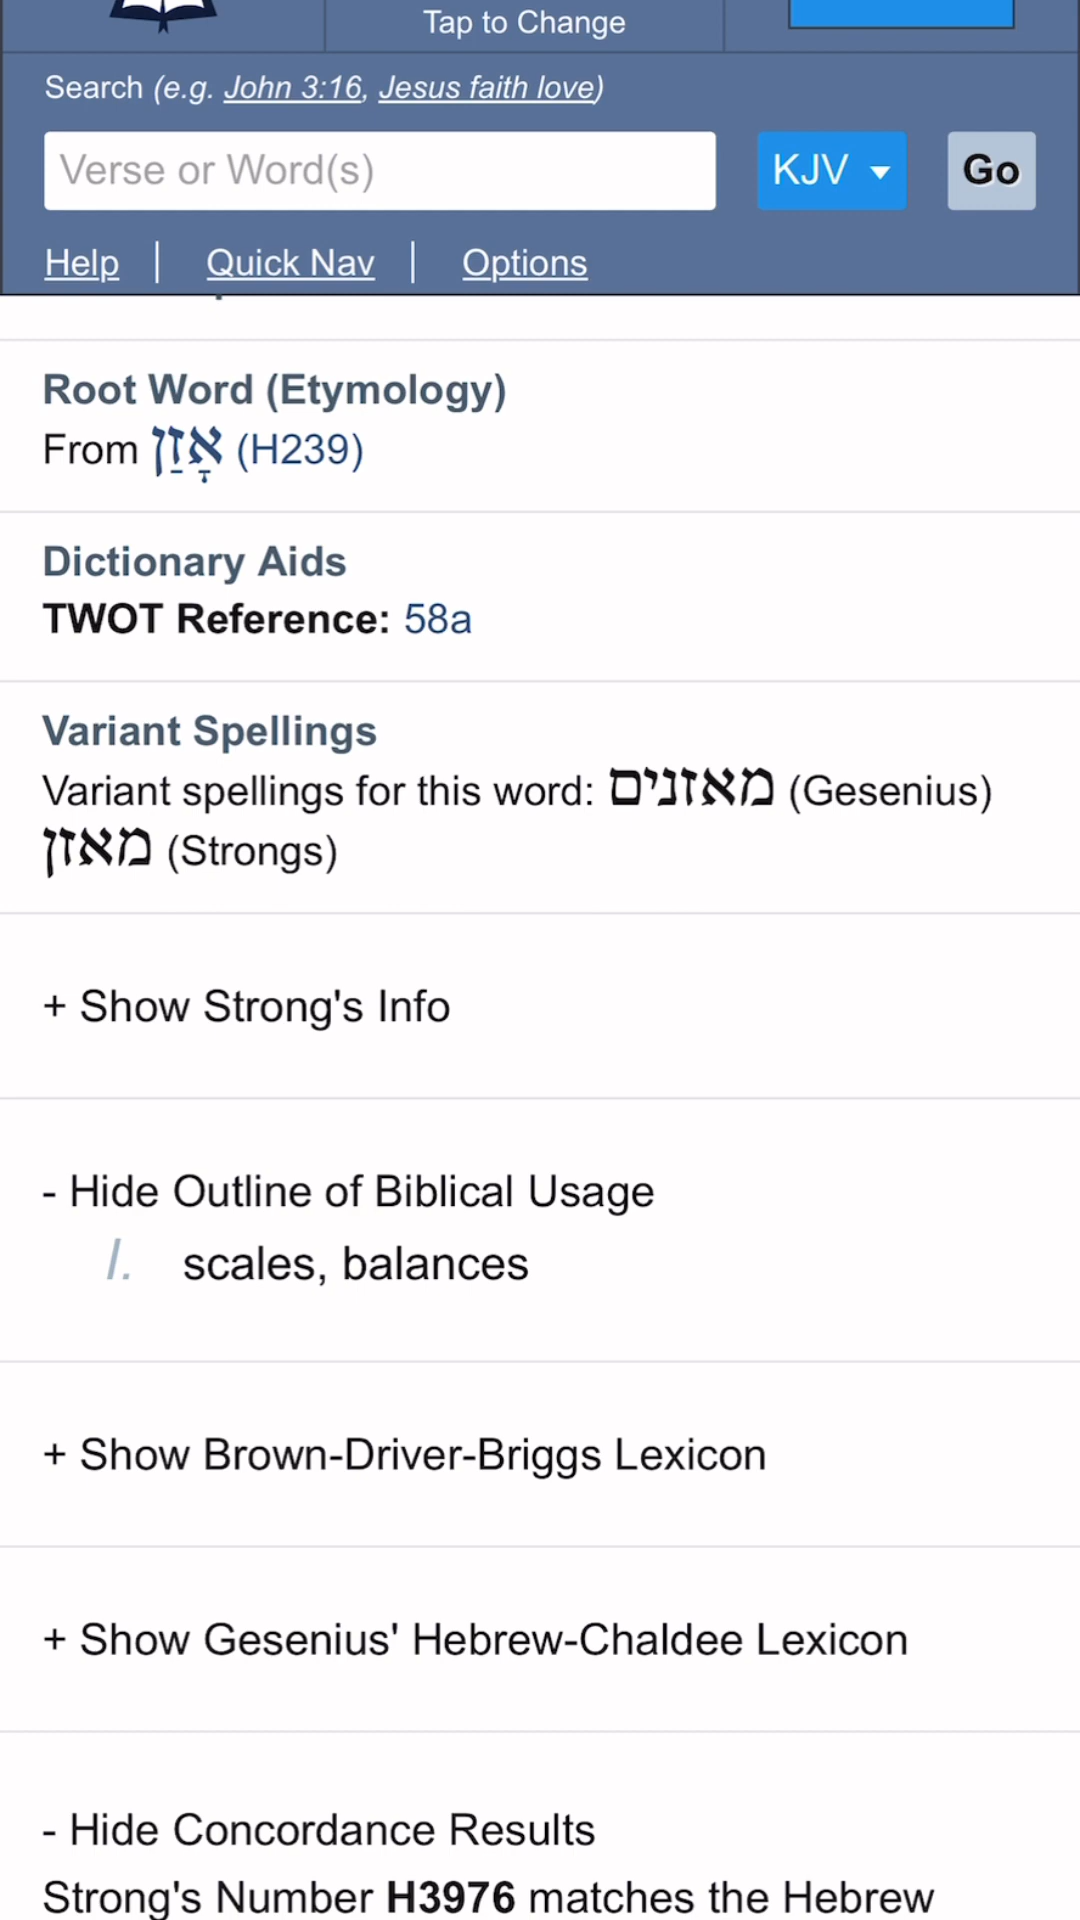 Tap to Change
Search (e.g. John 3:16, Jesus faith love)
Verse or Word(s)
KJV
Go
Help | Quick Nav | Options
Root Word (Etymology)
From אָזַן (H239)
Dictionary Aids
TWOT Reference: 58a
Variant Spellings
Variant spellings for this word: מאזנים (Gesenius)
מאזן (Strongs)
+ Show Strong's Info
- Hide Outline of Biblical Usage
I. scales, balances
+ Show Brown-Driver-Briggs Lexicon
+ Show Gesenius' Hebrew-Chaldee Lexicon
- Hide Concordance Results
Strong's Number H3976 matches the Hebrew